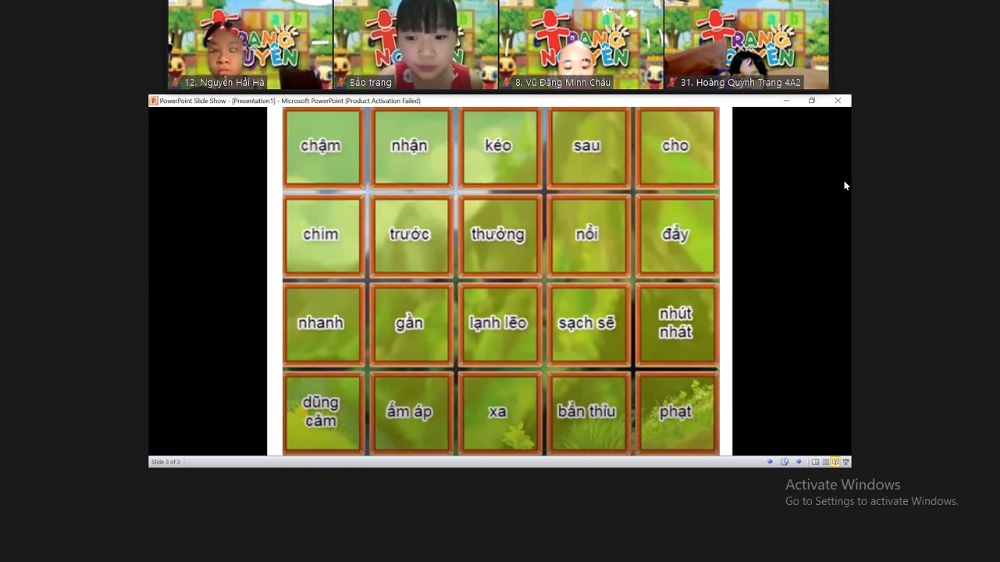 TRANG
NGUYÊN
12. Nguyễn Hải Hà
Bảo trang
8. Vũ Đặng Minh Châu
31. Hoàng Quỳnh Trang 4A2
PowerPoint Slide Show - [Presentation1] - Microsoft PowerPoint (Product Activation Failed)
chậm nhận kéo sau cho
chìm trước thưởng nổi đẩy
nhanh gần lạnh lẽo sạch sẽ nhút nhát
dũng cảm ấm áp xa bẩn thỉu phạt
Slide 3 of 3
Activate Windows
Go to Settings to activate Windows.